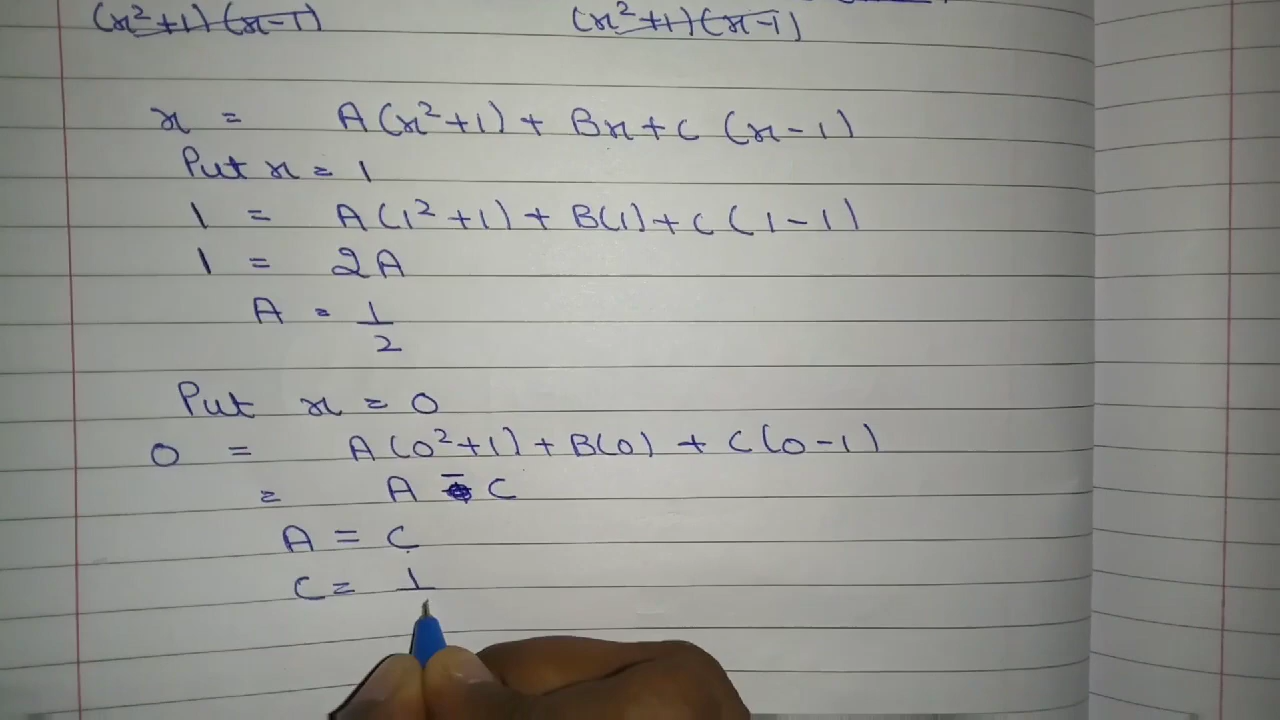 (x²+1)(x-1) (x²+1)(x-1)
x = A(x²+1) + Bx+C (x-1)
Put x = 1
1 = A(1²+1) + B(1)+C(1-1)
1 = 2A
A = 1/2
Put x = 0
0 = A(0²+1) + B(0) + C(0-1)
= A - C
A = C
C = 1